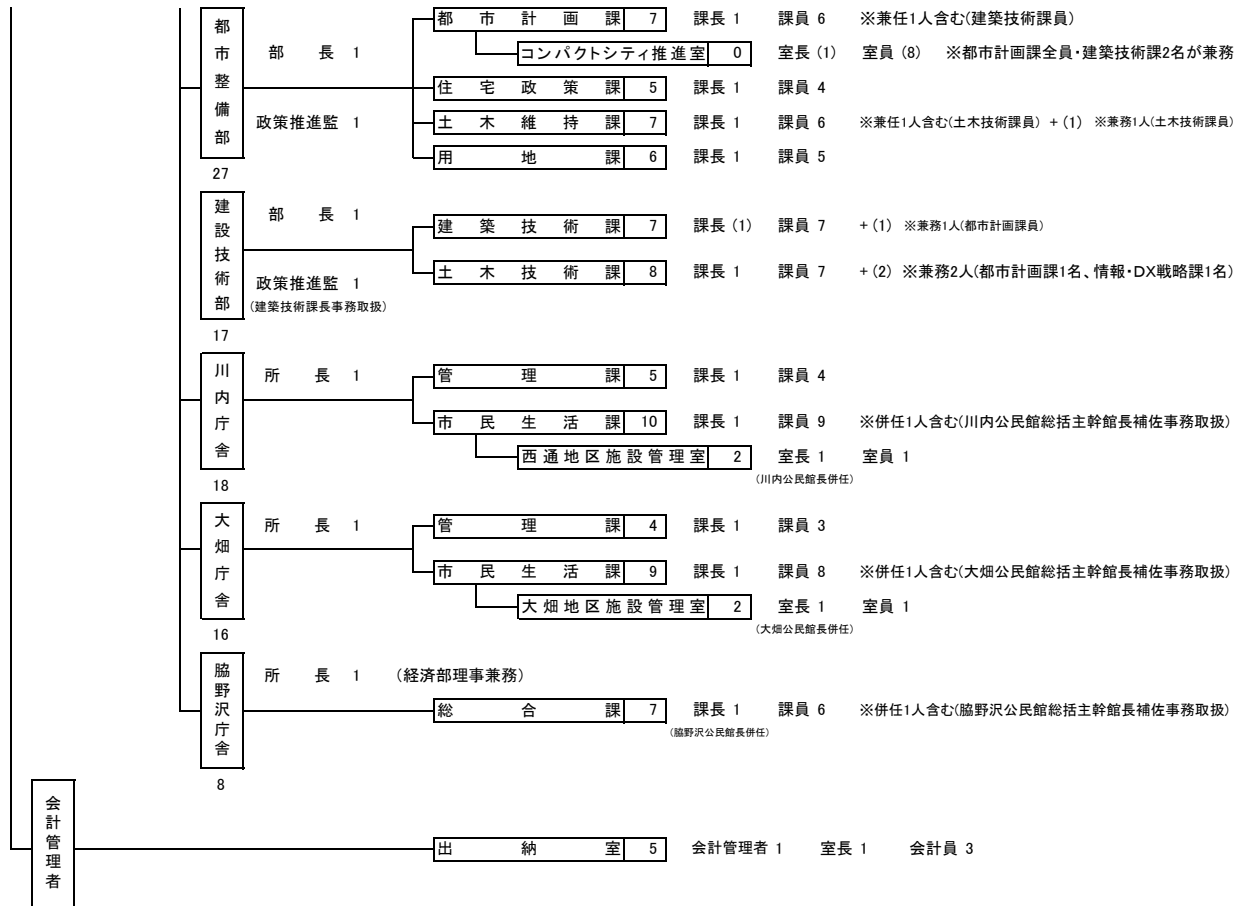 都市整備部
27
部長 1
政策推進監 1
都市計画課 7 課長 1 課員 6 ※兼任1人含む(建築技術課員)
コンパクトシティ推進室 0 室長 (1) 室員 (8) ※都市計画課全員・建築技術課2名が兼務
住宅政策課 5 課長 1 課員 4
土木維持課 7 課長 1 課員 6 ※兼任1人含む(土木技術課員) + (1) ※兼務1人(土木技術課員)
用地課 6 課長 1 課員 5
建設技術部
17
部長 1
政策推進監 1
(建築技術課長事務取扱)
建築技術課 7 課長 (1) 課員 7 + (1) ※兼務1人(都市計画課員)
土木技術課 8 課長 1 課員 7 + (2) ※兼務2人(都市計画課1名、情報・DX戦略課1名)
川内庁舎
18
所長 1
管理課 5 課長 1 課員 4
市民生活課 10 課長 1 課員 9 ※併任1人含む(川内公民館総括主幹館長補佐事務取扱)
西通地区施設管理室 2 室長 1 室員 1
(川内公民館長併任)
大畑庁舎
16
所長 1
管理課 4 課長 1 課員 3
市民生活課 9 課長 1 課員 8 ※併任1人含む(大畑公民館総括主幹館長補佐事務取扱)
大畑地区施設管理室 2 室長 1 室員 1
(大畑公民館長併任)
脇野沢庁舎
8
所長 1 (経済部理事兼務)
総合課 7 課長 1 課員 6 ※併任1人含む(脇野沢公民館総括主幹館長補佐事務取扱)
(脇野沢公民館長併任)
会計管理者
出納室 5 会計管理者 1 室長 1 会計員 3